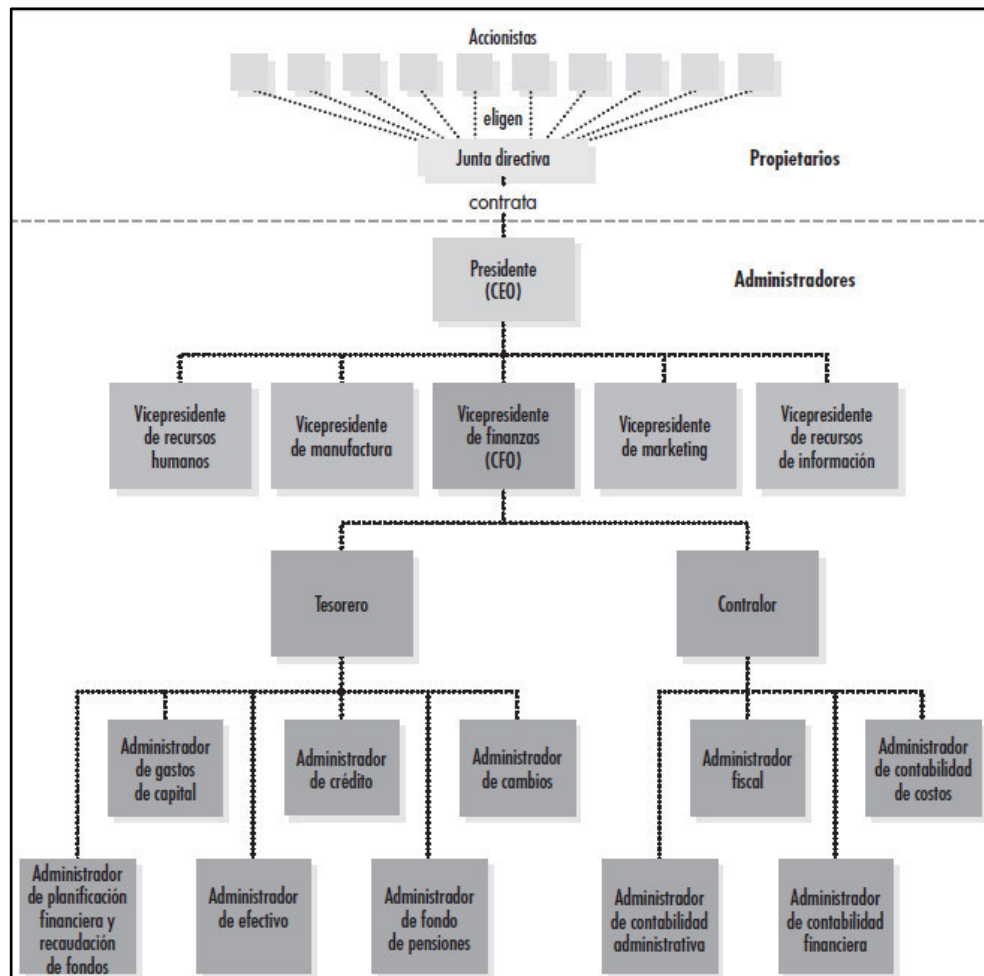 Accionistas
eligen
Junta directiva
Propietarios
contrata
Presidente
(CEO)
Administradores
Vicepresidente
de recursos
humanos
Vicepresidente
de manufactura
Vicepresidente
de finanzas
(CFO)
Vicepresidente
de marketing
Vicepresidente
de recursos
de información
Tesorero
Contralor
Administrador
de gastos
de capital
Administrador
de crédito
Administrador
de cambios
Administrador
fiscal
Administrador
de contabilidad
de costos
Administrador
de planificación
financiera y
recaudación
de fondos
Administrador
de efectivo
Administrador
de fondo
de pensiones
Administrador
de contabilidad
administrativa
Administrador
de contabilidad
financiera